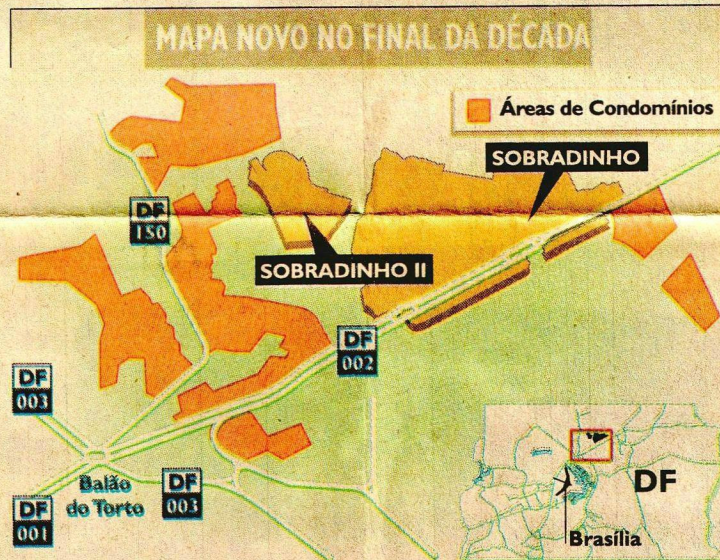 MAPA NOVO NO FINAL DA DÉCADA
Áreas de Condomínios
SOBRADINHO
DF
150
SOBRADINHO II
DF
002
DF
003
Balão
do Torto
DF
003
DF
001
DF
Brasília